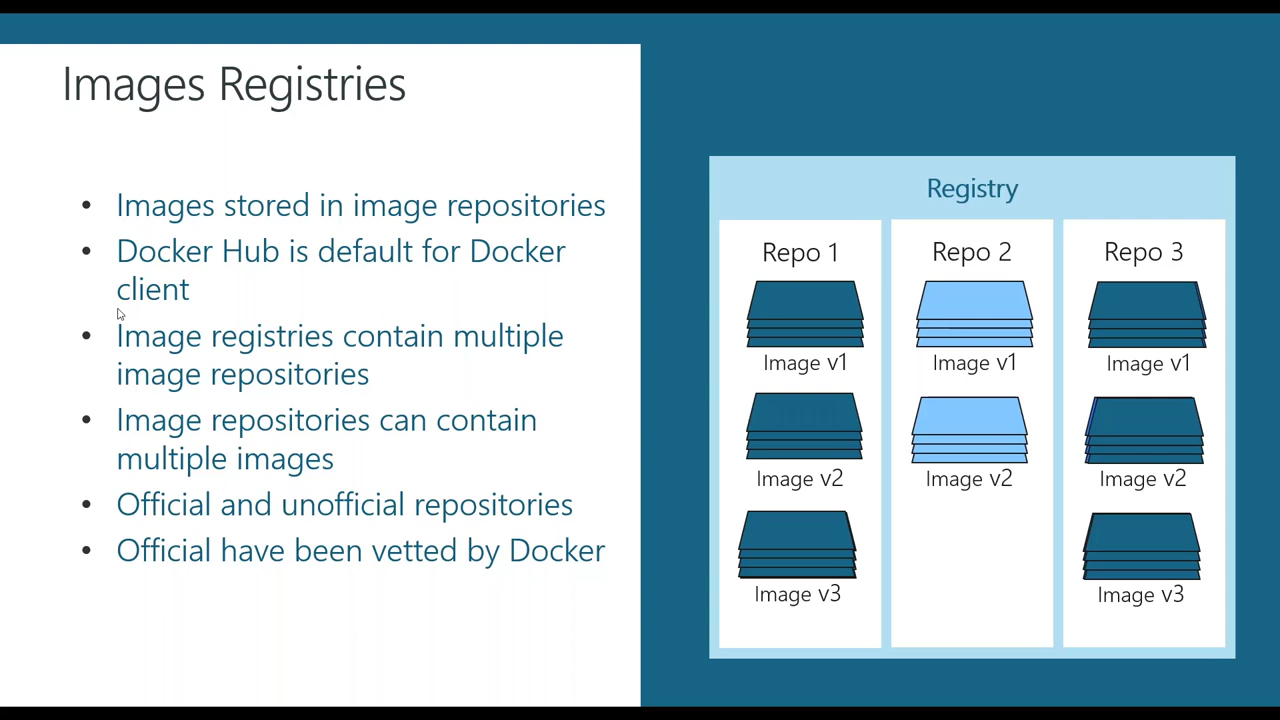 Images Registries
• Images stored in image repositories
• Docker Hub is default for Docker
client
• Image registries contain multiple
image repositories
• Image repositories can contain
multiple images
• Official and unofficial repositories
• Official have been vetted by Docker
Registry
Repo 1
Image v1
Image v2
Image v3
Repo 2
Image v1
Image v2
Repo 3
Image v1
Image v2
Image v3